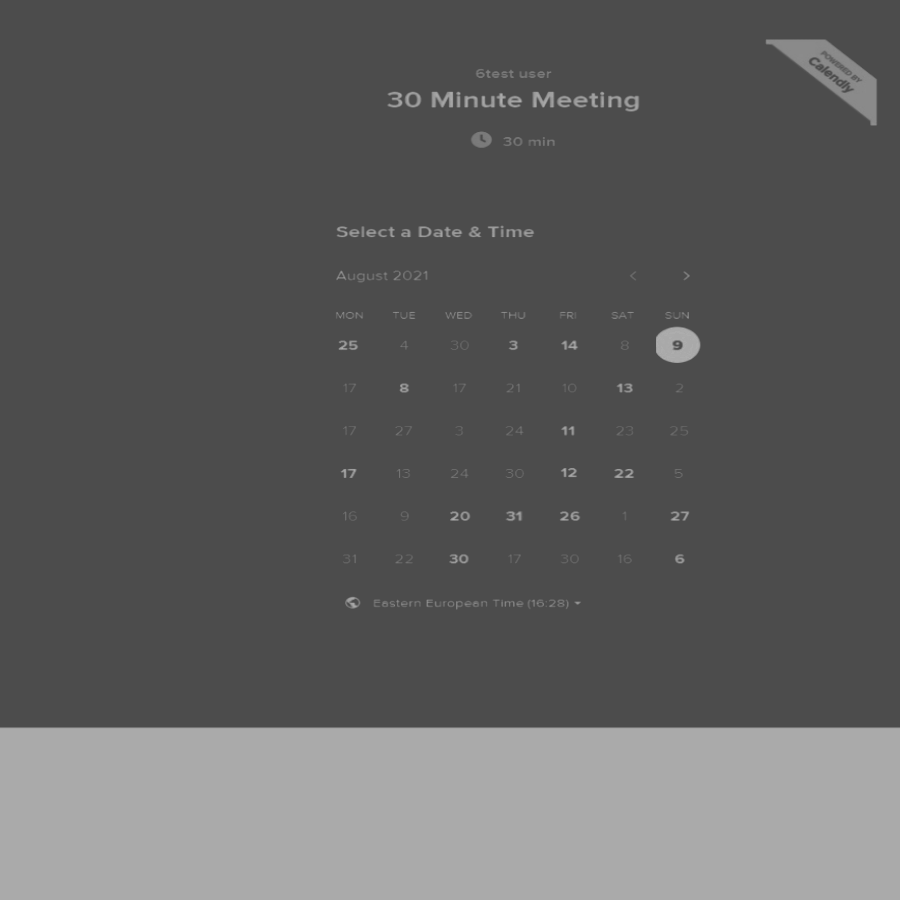 POWERED BY
Calendly
6test user
30 Minute Meeting
30 min
Select a Date & Time
August 2021
MON TUE WED THU FRI SAT SUN
25 4 30 3 14 8 9
17 8 17 21 10 13 2
17 27 3 24 11 23 25
17 13 24 30 12 22 5
16 9 20 31 26 1 27
31 22 30 17 30 16 6
Eastern European Time (16:28)